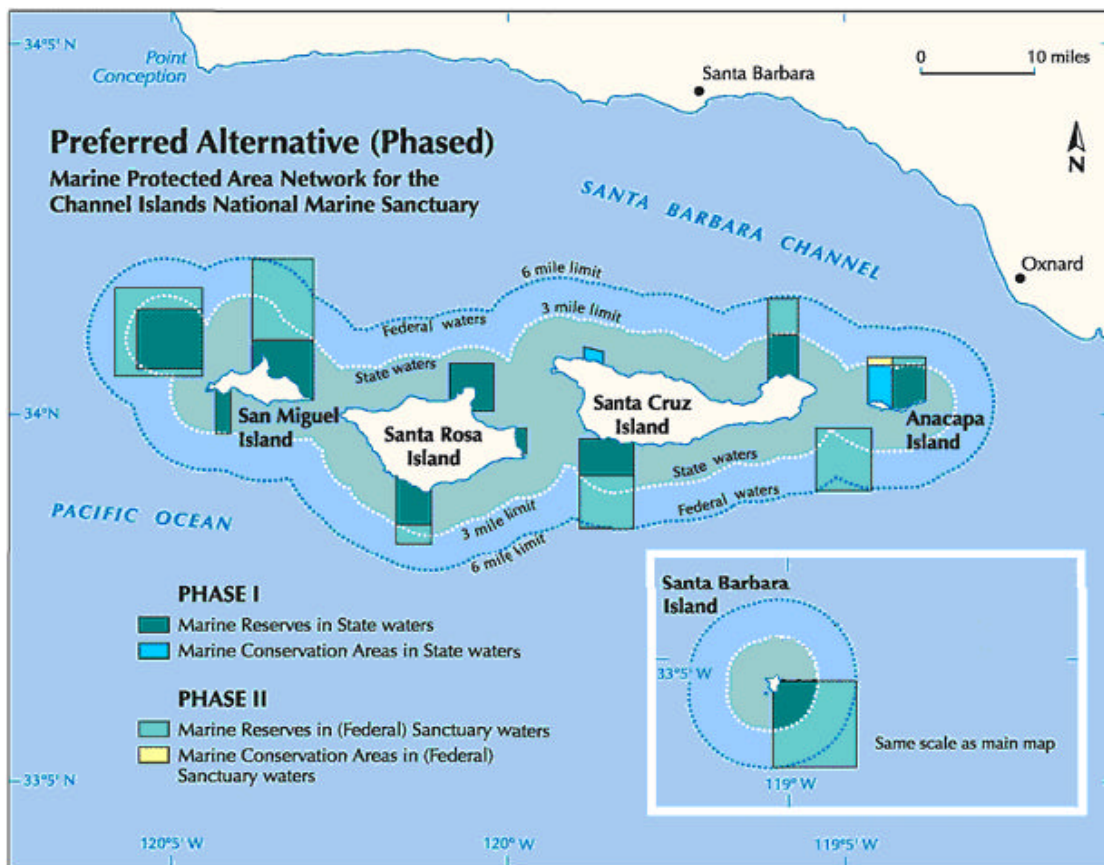 34°5' N
Point
Conception
Santa Barbara
0 10 miles
N
Preferred Alternative (Phased)
Marine Protected Area Network for the
Channel Islands National Marine Sanctuary
SANTA BARBARA CHANNEL
Oxnard
6 mile limit
3 mile limit
Federal waters
State waters
34°N
San Miguel
Island
Santa Rosa
Island
Santa Cruz
Island
Anacapa
Island
State waters
Federal waters
3 mile limit
6 mile limit
PACIFIC OCEAN
PHASE I
Marine Reserves in State waters
Marine Conservation Areas in State waters
PHASE II
Marine Reserves in (Federal) Sanctuary waters
Marine Conservation Areas in (Federal)
Sanctuary waters
Santa Barbara
Island
33°5' W
Same scale as main map
119° W
33°5' N
120°5' W
120° W
119°5' W